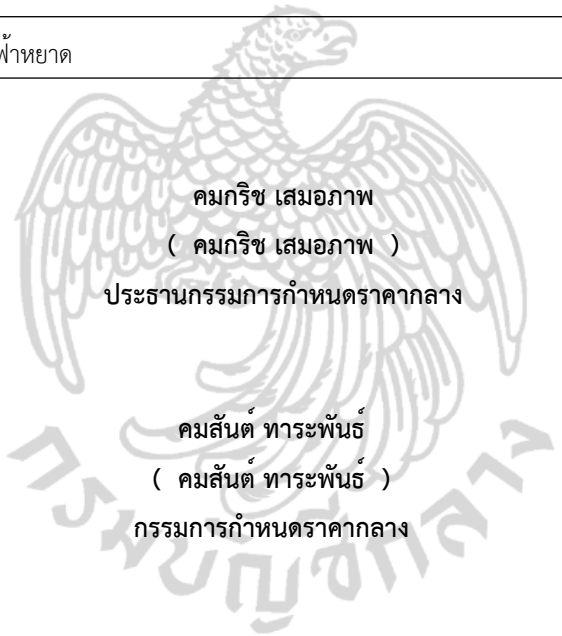 ฟ้าหยาด
คมกริช เสมอภาพ
( คมกริช เสมอภาพ )
ประธานกรรมการกำหนดราคากลาง
คมสันต์ ทาระพันธ์
( คมสันต์ ทาระพันธ์ )
กรรมการกำหนดราคากลาง
กรมบัญชีกลาง